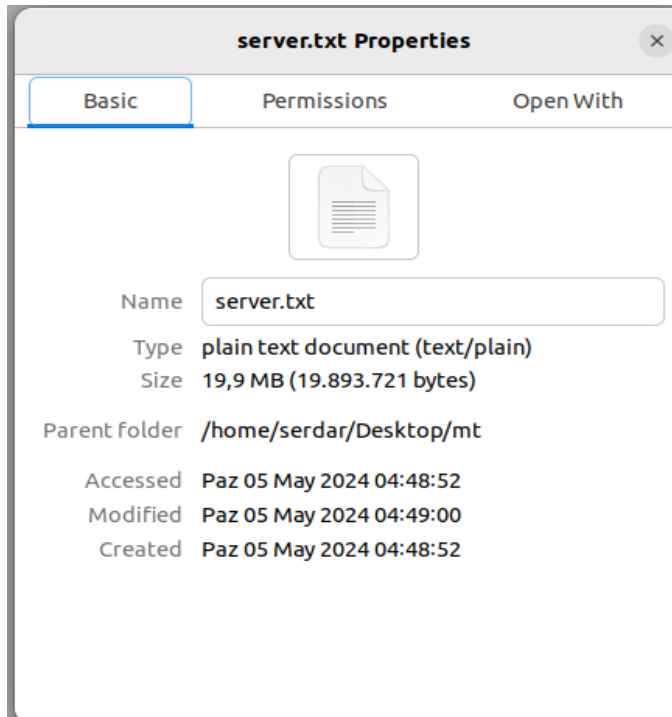 server.txt Properties
Basic Permissions Open With
Name server.txt
Type plain text document (text/plain)
Size 19,9 MB (19.893.721 bytes)
Parent folder /home/serdar/Desktop/mt
Accessed Paz 05 May 2024 04:48:52
Modified Paz 05 May 2024 04:49:00
Created Paz 05 May 2024 04:48:52